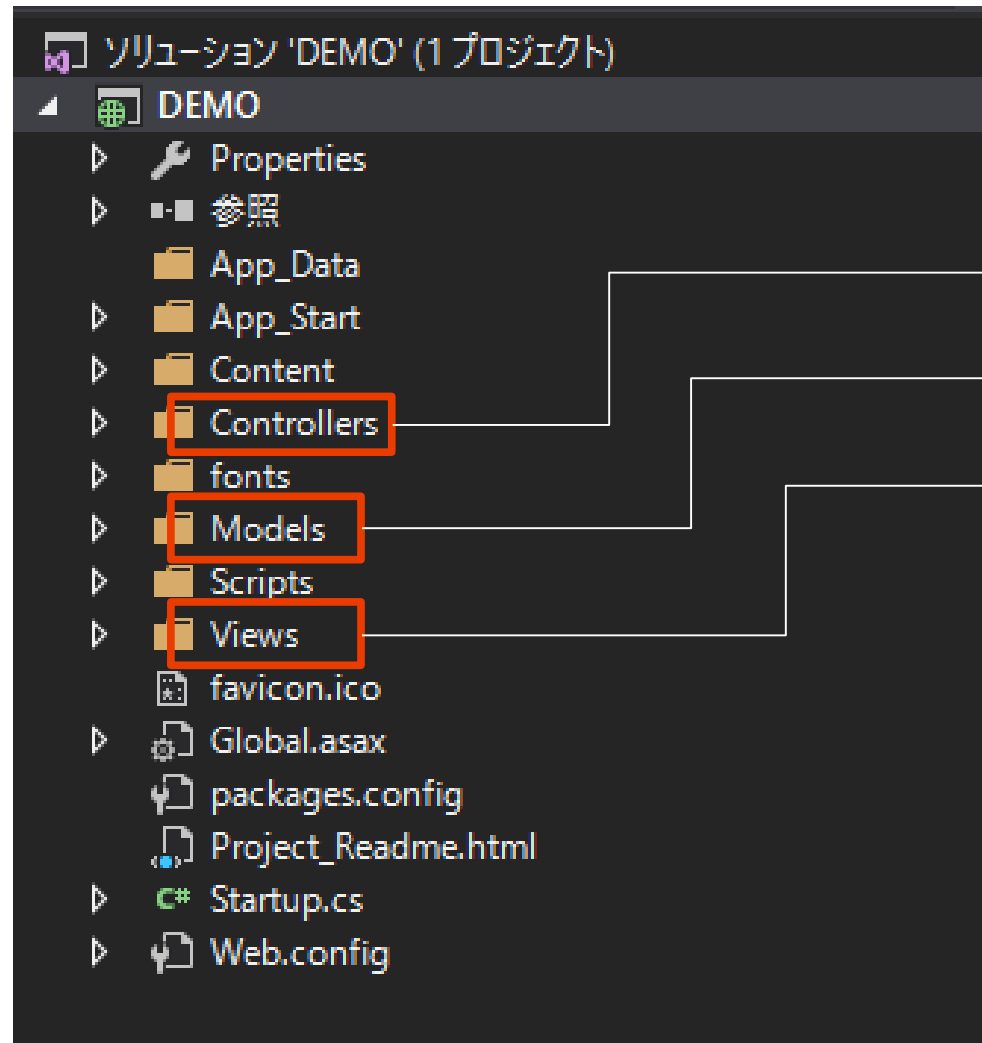 ソリューション 'DEMO' (1 プロジェクト)
DEMO
Properties
参照
App_Data
App_Start
Content
Controllers
fonts
Models
Scripts
Views
favicon.ico
Global.asax
packages.config
Project_Readme.html
C# Startup.cs
Web.config